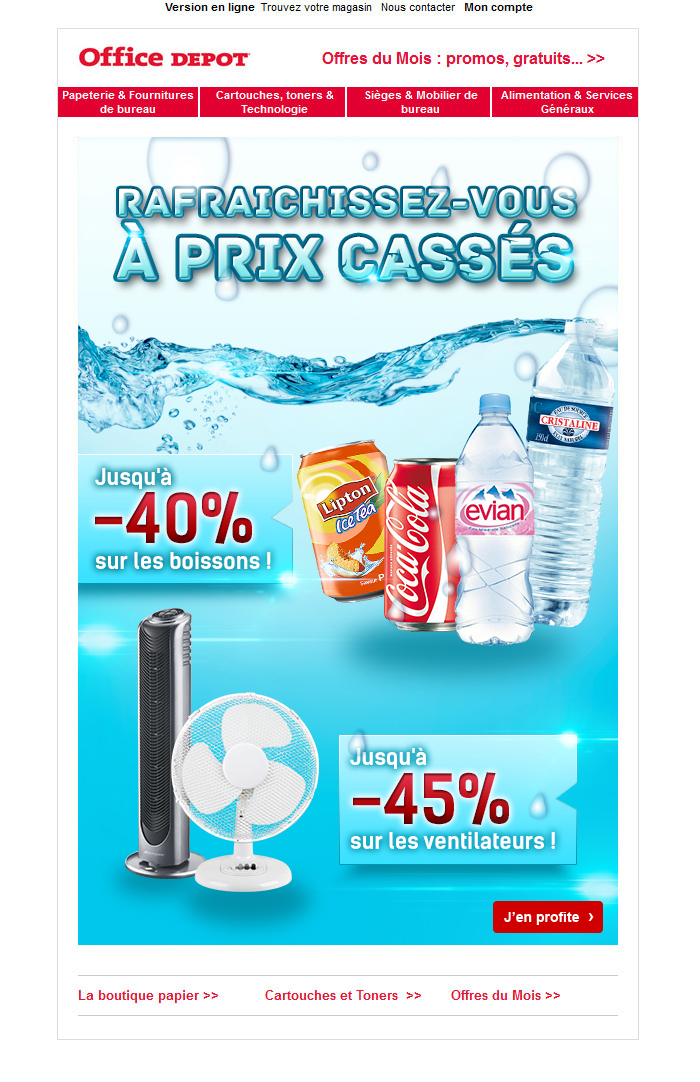 Version en ligne Trouvez votre magasin Nous contacter Mon compte
Office DEPOT
Offres du Mois : promos, gratuits... >>
Papeterie & Fournitures de bureau
Cartouches, toners & Technologie
Sièges & Mobilier de bureau
Alimentation & Services Généraux
RAFRAICHISSEZ-VOUS
À PRIX CASSÉS
CRISTALINE
150cl
Jusqu'à
-40%
sur les boissons !
Lipton
Ice Tea
Coca-Cola
evian
Jusqu'à
-45%
sur les ventilateurs !
J'en profite ›
La boutique papier >> Cartouches et Toners >> Offres du Mois >>